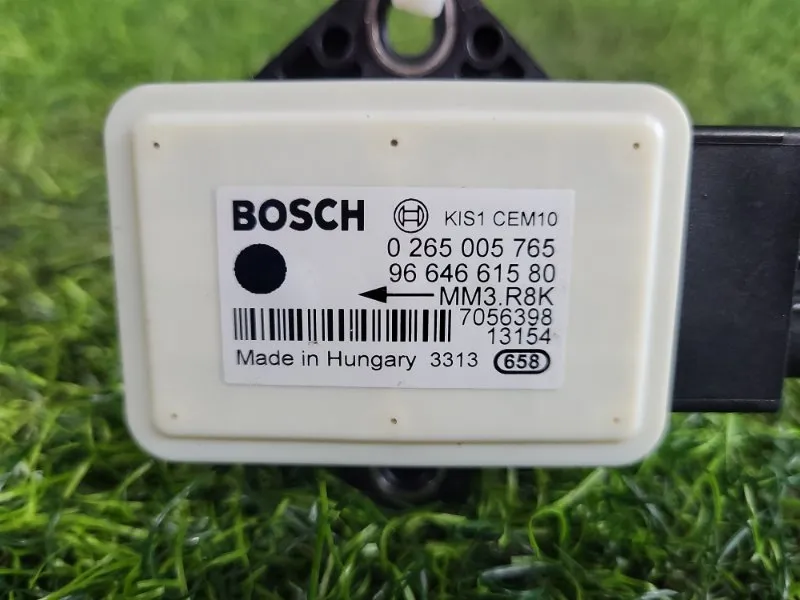 BOSCH KIS1 CEM10
0 265 005 765
96 646 615 80
MM3.R8K
7056398
13154
Made in Hungary 3313 658